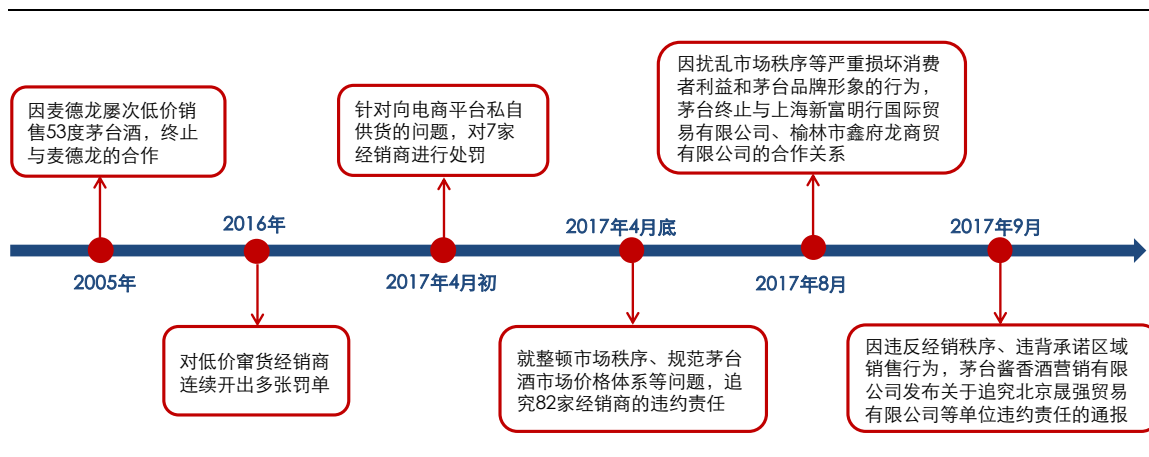 因麦德龙屡次低价销
售53度茅台酒，终止
与麦德龙的合作
2005年
2016年
对低价窜货经销商
连续开出多张罚单
针对向电商平台私自
供货的问题，对7家
经销商进行处罚
2017年4月初
2017年4月底
就整顿市场秩序、规范茅台
酒市场价格体系等问题，追
究82家经销商的违约责任
因扰乱市场秩序等严重损坏消费
者利益和茅台品牌形象的行为，
茅台终止与上海新富明行国际贸
易有限公司、榆林市鑫府龙商贸
有限公司的合作关系
2017年8月
2017年9月
因违反经销秩序、违背承诺区域
销售行为，茅台酱香酒营销有限
公司发布关于追究北京晟强贸易
有限公司等单位违约责任的通报